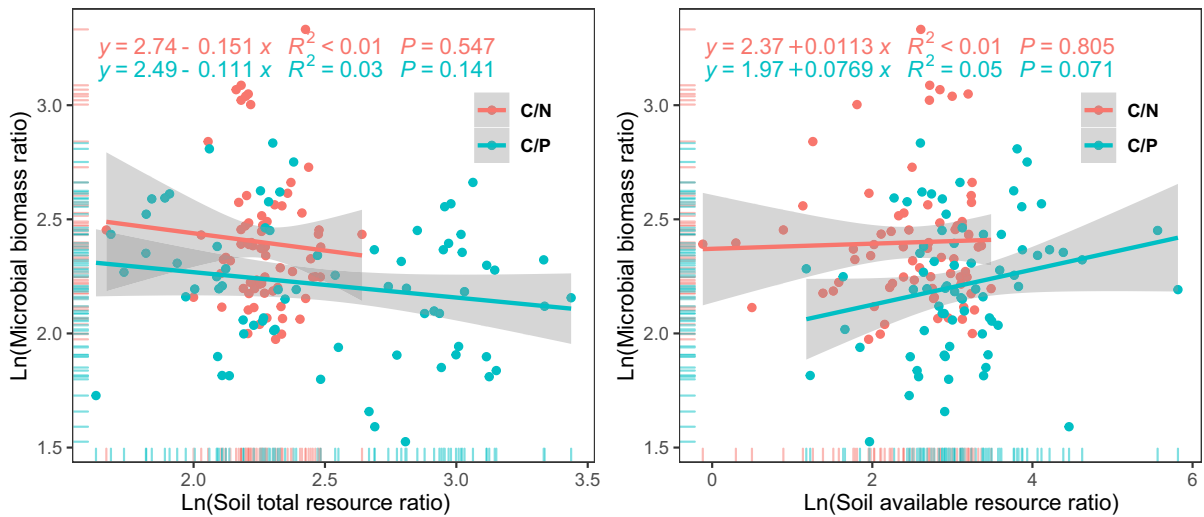 y = 2.74 - 0.151 x R² < 0.01 P = 0.547
y = 2.49 - 0.111 x R² = 0.03 P = 0.141
C/N
C/P
3.0
2.5
2.0
1.5
Ln(Microbial biomass ratio)
2.0 2.5 3.0 3.5
Ln(Soil total resource ratio)
y = 2.37 +0.0113 x R² < 0.01 P = 0.805
y = 1.97 +0.0769 x R² = 0.05 P = 0.071
C/N
C/P
3.0
2.5
2.0
1.5
Ln(Microbial biomass ratio)
0 2 4 6
Ln(Soil available resource ratio)